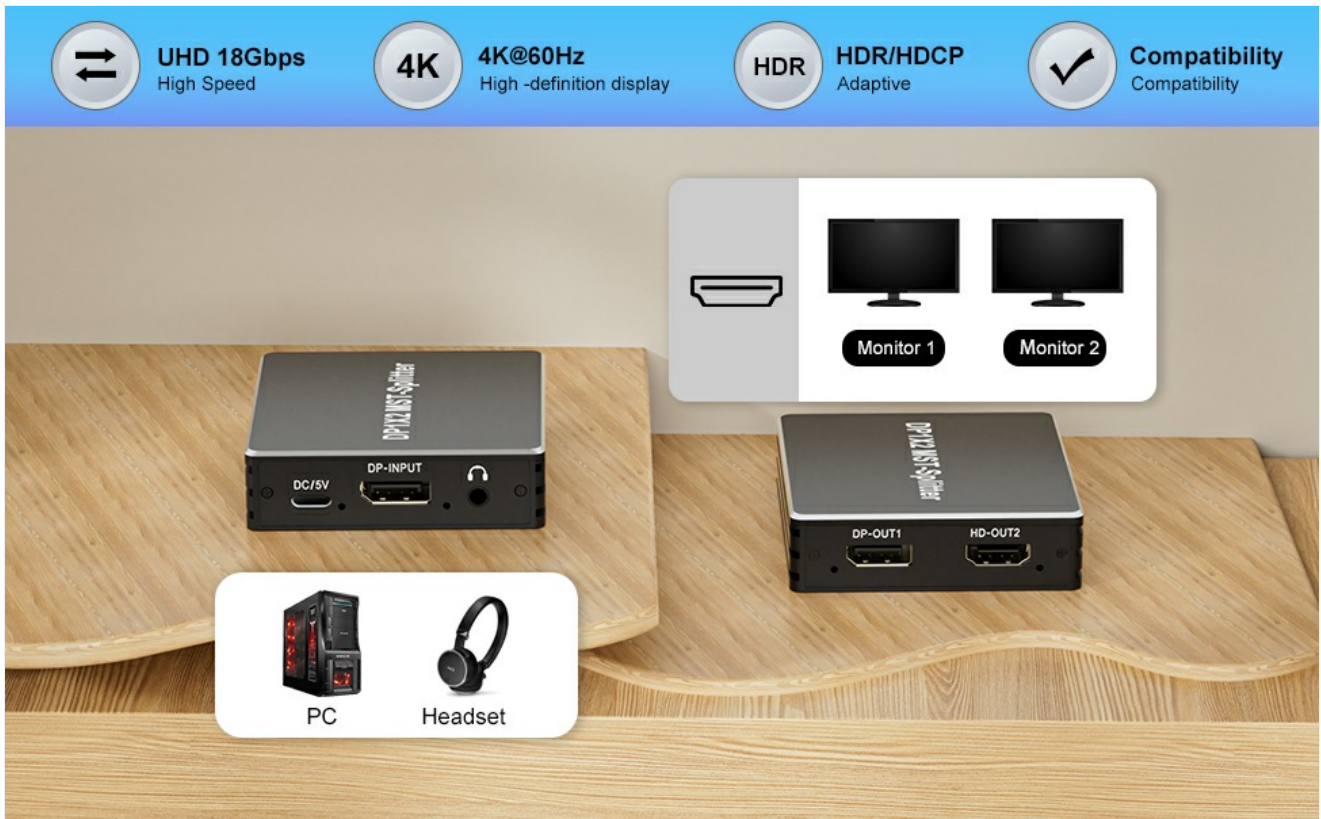 UHD 18Gbps
High Speed
4K
4K@60Hz
High -definition display
HDR
HDR/HDCP
Adaptive
Compatibility
Compatibility
Monitor 1
Monitor 2
DP1X2 MST-Splitter
DC/5V
DP-INPUT
DP1X2 MST-Splitter
DP-OUT1
HD-OUT2
PC
Headset